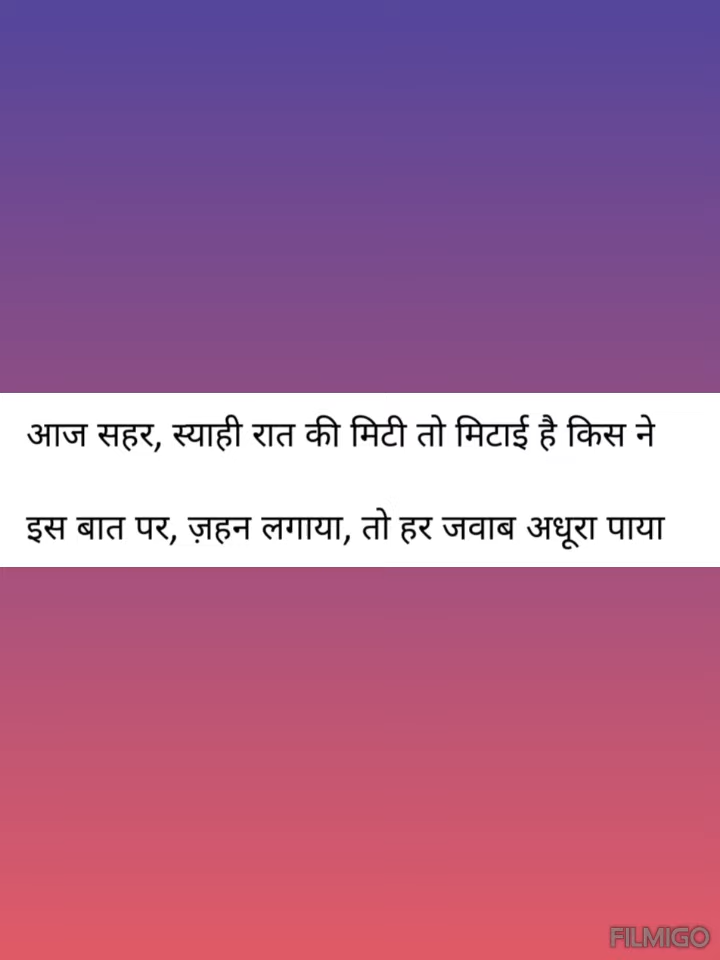 आज सहर, स्याही रात की मिटी तो मिटाई है किस ने
इस बात पर, ज़हन लगाया, तो हर जवाब अधूरा पाया
FILMIGO